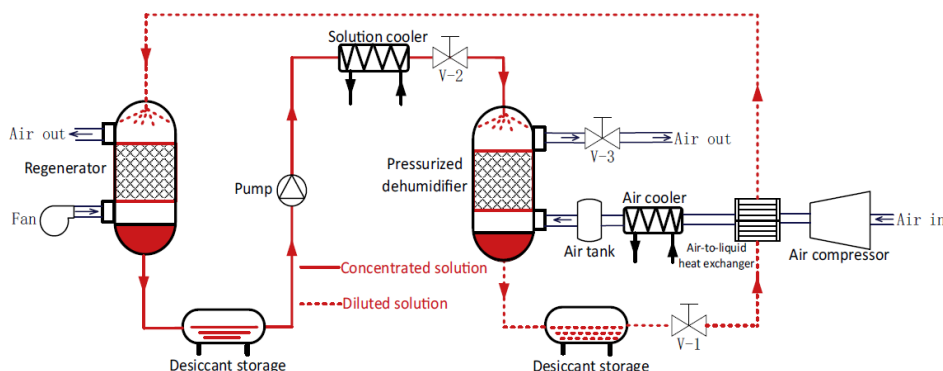 Solution cooler
V-2
Air out
Regenerator
Fan
Pump
Pressurized
dehumidifier
V-3
Air out
Air cooler
Air tank
Air-to-liquid
heat exchanger
Air compressor
Air in
Concentrated solution
Diluted solution
V-1
Desiccant storage
Desiccant storage